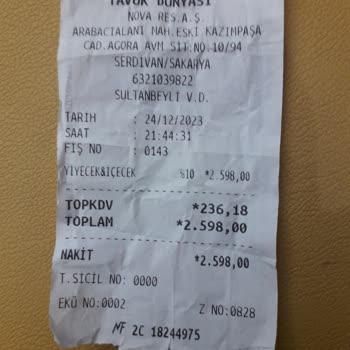 TAVUK DÜNYASI
NOVA RES.A.Ş.
ARABACIALANI MAH.ESKİ KAZIMPAŞA
CAD.AGORA AVM SİT.NO:10/94
SERDİVAN/SAKARYA
6321039822
SULTANBEYLİ V.D.
TARİH : 24/12/2023
SAAT : 21:44:31
FİŞ NO : 0143
YİYECEK&İÇECEK %10 *2.598,00
TOPKDV *236,18
TOPLAM *2.598,00
NAKİT *2.598,00
T.SİCİL NO: 0000
EKÜ NO:0002 Z NO:0828
MF 2C 18244975